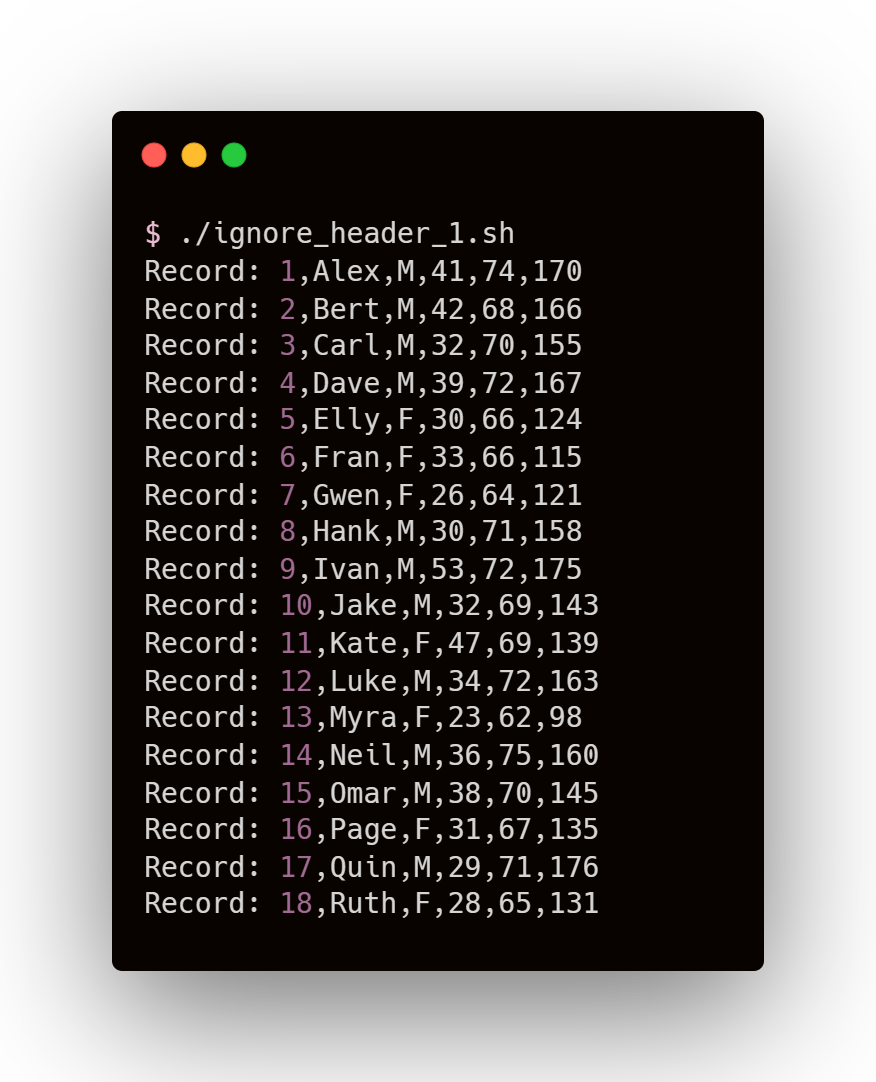 $ ./ignore_header_1.sh
Record: 1,Alex,M,41,74,170
Record: 2,Bert,M,42,68,166
Record: 3,Carl,M,32,70,155
Record: 4,Dave,M,39,72,167
Record: 5,Elly,F,30,66,124
Record: 6,Fran,F,33,66,115
Record: 7,Gwen,F,26,64,121
Record: 8,Hank,M,30,71,158
Record: 9,Ivan,M,53,72,175
Record: 10,Jake,M,32,69,143
Record: 11,Kate,F,47,69,139
Record: 12,Luke,M,34,72,163
Record: 13,Myra,F,23,62,98
Record: 14,Neil,M,36,75,160
Record: 15,Omar,M,38,70,145
Record: 16,Page,F,31,67,135
Record: 17,Quin,M,29,71,176
Record: 18,Ruth,F,28,65,131